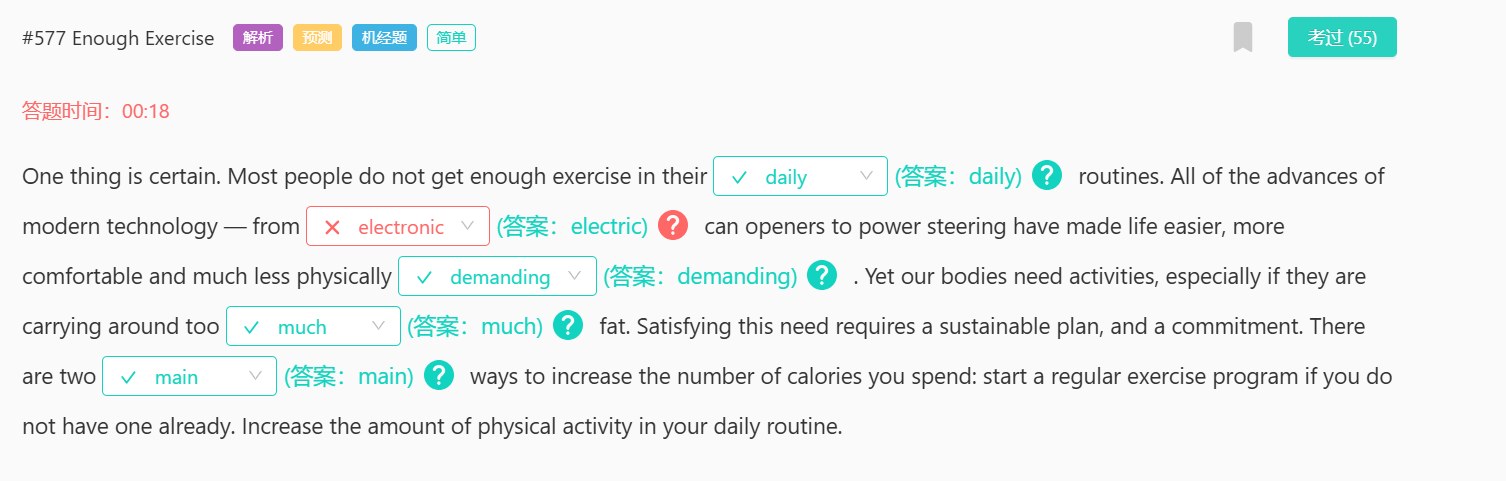 #577 Enough Exercise 解析 预测 机经题 简单 考过 (55)
答题时间：00:18
One thing is certain. Most people do not get enough exercise in their daily (答案：daily) ? routines. All of the advances of
modern technology — from electronic (答案：electric) ? can openers to power steering have made life easier, more
comfortable and much less physically demanding (答案：demanding) ? . Yet our bodies need activities, especially if they are
carrying around too much (答案：much) ? fat. Satisfying this need requires a sustainable plan, and a commitment. There
are two main (答案：main) ? ways to increase the number of calories you spend: start a regular exercise program if you do
not have one already. Increase the amount of physical activity in your daily routine.